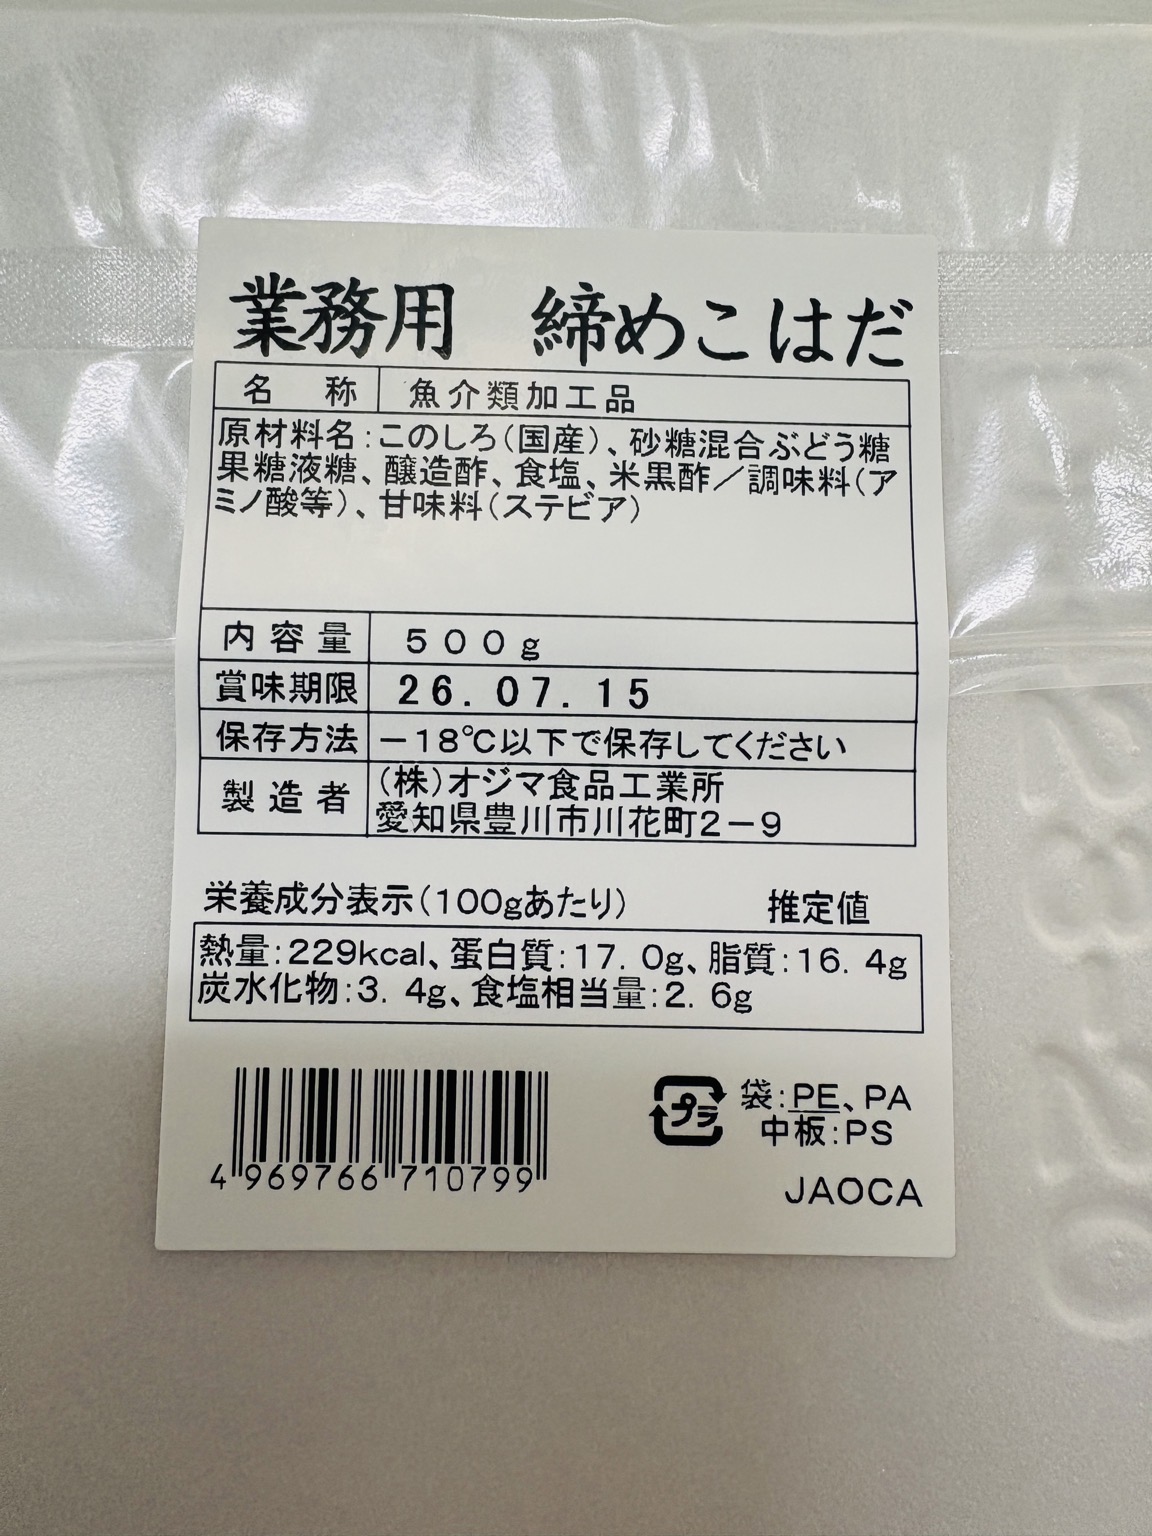 業務用　締めこはだ
名　称　魚介類加工品
原材料名:このしろ(国産)、砂糖混合ぶどう糖
果糖液糖、醸造酢、食塩、米黒酢／調味料(ア
ミノ酸等)、甘味料(ステビア)
内容量　500g
賞味期限　26.07.15
保存方法　-18℃以下で保存してください
製造者　(株)オジマ食品工業所
愛知県豊川市川花町2-9
栄養成分表示(100gあたり)　推定値
熱量:229kcal、蛋白質:17.0g、脂質:16.4g
炭水化物:3.4g、食塩相当量:2.6g
プラ　袋:PE、PA
中板:PS
4969766710799
JAOCA